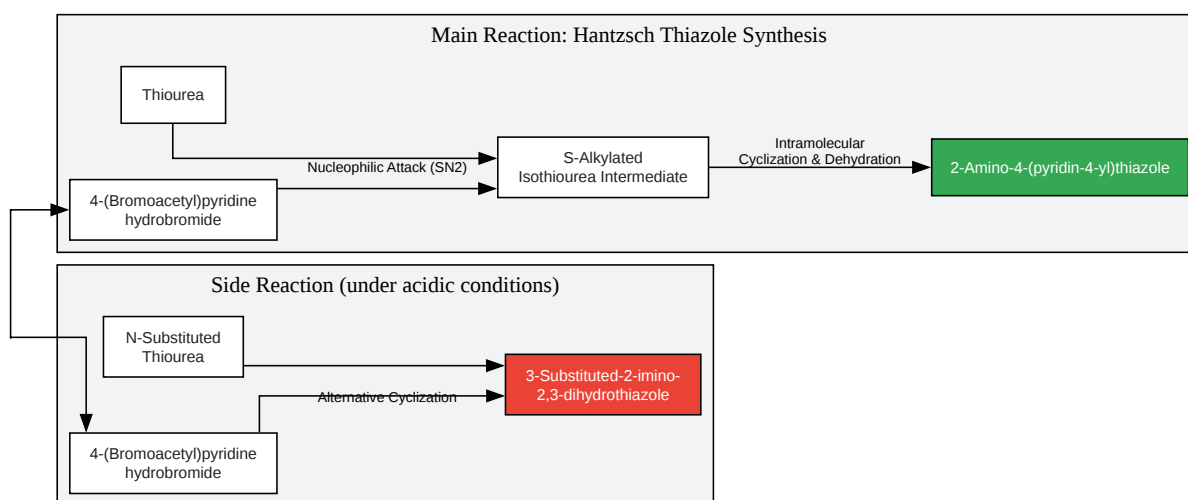 Main Reaction: Hantzsch Thiazole Synthesis
Thiourea
Nucleophilic Attack (SN2)
4-(Bromoacetyl)pyridine
hydrobromide
S-Alkylated
Isothiourea Intermediate
Intramolecular
Cyclization & Dehydration
2-Amino-4-(pyridin-4-yl)thiazole
Side Reaction (under acidic conditions)
N-Substituted
Thiourea
Alternative Cyclization
4-(Bromoacetyl)pyridine
hydrobromide
3-Substituted-2-imino-
2,3-dihydrothiazole